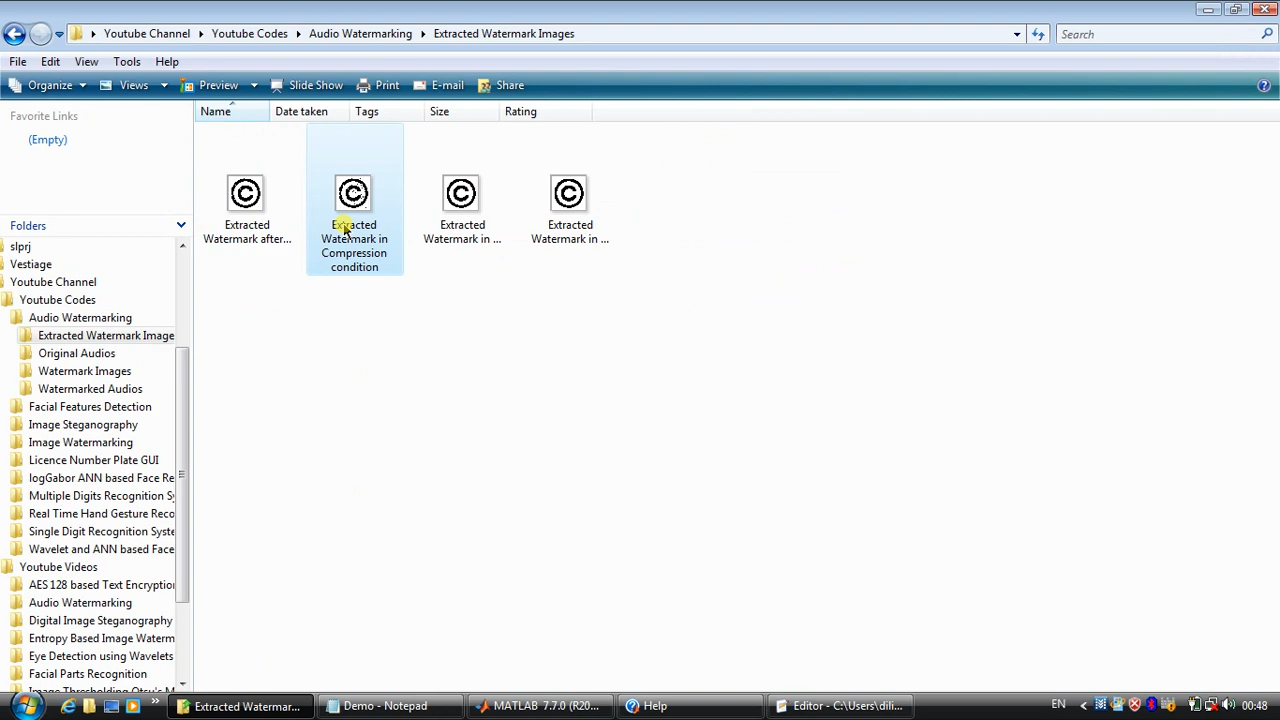 Youtube Channel Youtube Codes Audio Watermarking Extracted Watermark Images
Search
File Edit View Tools Help
Organize Views Preview Slide Show Print E-mail Share
Favorite Links
(Empty)
Folders
slprj
Vestiage
Youtube Channel
Youtube Codes
Audio Watermarking
Extracted Watermark Image
Original Audios
Watermark Images
Watermarked Audios
Facial Features Detection
Image Steganography
Image Watermarking
Licence Number Plate GUI
logGabor ANN based Face Re
Multiple Digits Recognition Sy
Real Time Hand Gesture Reco
Single Digit Recognition Syste
Wavelet and ANN based Face
Youtube Videos
AES 128 based Text Encryption
Audio Watermarking
Digital Image Steganography
Entropy Based Image Waterm
Eye Detection using Wavelets
Facial Parts Recognition
Image Thresholding Otsu's M
Name Date taken Tags Size Rating
© © © ©
Extracted
Watermark after...
Extracted
Watermark in
Compression
condition
Extracted
Watermark in ...
Extracted
Watermark in ...
Extracted Watermar... Demo - Notepad MATLAB 7.7.0 (R20... Help Editor - C:\Users\dili... EN 00:48